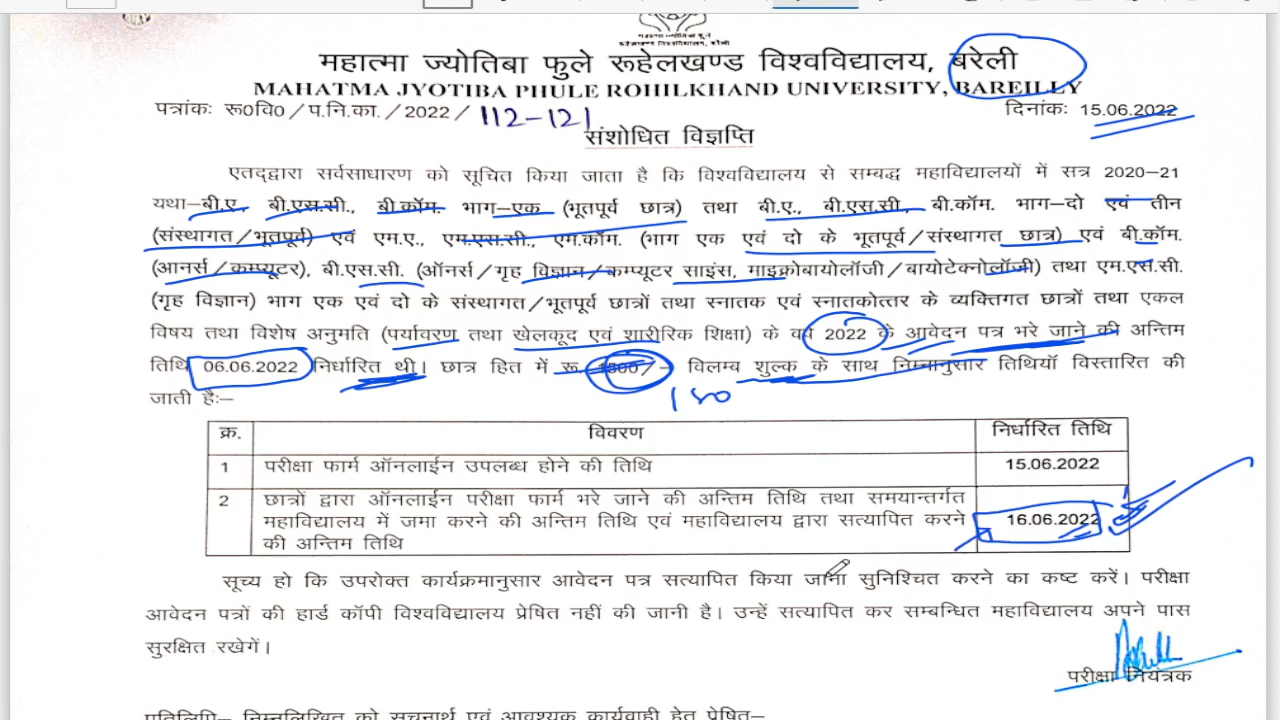 महात्मा ज्योतिबा फुले रूहेलखण्ड विश्वविद्यालय, बरेली
MAHATMA JYOTIBA PHULE ROHILKHAND UNIVERSITY, BAREILLY
पत्रांकः रू0वि0/प.नि.का./2022/ 112-121 दिनांकः 15.06.2022
संशोधित विज्ञप्ति
एतद्द्वारा सर्वसाधारण को सूचित किया जाता है कि विश्वविद्यालय से सम्बद्ध महाविद्यालयों में सत्र 2020-21
यथा-बी.ए., बी.एस.सी., बी.कॉम. भाग-एक (भूतपूर्व छात्र) तथा बी.ए., बी.एस.सी., बी.कॉम. भाग-दो एवं तीन
(संस्थागत/भूतपूर्व) एवं एम.ए., एम.एस.सी., एम.कॉम. (भाग एक एवं दो के भूतपूर्व/संस्थागत छात्र) एवं बी.कॉम.
(आनर्स/कम्प्यूटर), बी.एस.सी. (ऑनर्स/गृह विज्ञान/कम्प्यूटर साइंस, माइक्रोबायोलॉजी/बायोटेक्नोलॉजी) तथा एम.एस.सी.
(गृह विज्ञान) भाग एक एवं दो के संस्थागत/भूतपूर्व छात्रों तथा स्नातक एवं स्नातकोत्तर के व्यक्तिगत छात्रों तथा एकल
विषय तथा विशेष अनुमति (पर्यावरण तथा खेलकूद एवं शारीरिक शिक्षा) के वर्ष 2022 के आवेदन पत्र भरे जाने की अन्तिम
तिथि 06.06.2022 निर्धारित थी। छात्र हित में रू. विलम्ब शुल्क के साथ निम्नानुसार तिथियाँ विस्तारित की
जाती हैः-
क्र. विवरण निर्धारित तिथि
1 परीक्षा फार्म ऑनलाईन उपलब्ध होने की तिथि 15.06.2022
2 छात्रों द्वारा ऑनलाईन परीक्षा फार्म भरे जाने की अन्तिम तिथि तथा समयान्तर्गत
महाविद्यालय में जमा करने की अन्तिम तिथि एवं महाविद्यालय द्वारा सत्यापित करने 16.06.2022
की अन्तिम तिथि
सूच्य हो कि उपरोक्त कार्यक्रमानुसार आवेदन पत्र सत्यापित किया जाना सुनिश्चित करने का कष्ट करें। परीक्षा
आवेदन पत्रों की हार्ड कॉपी विश्वविद्यालय प्रेषित नहीं की जानी है। उन्हें सत्यापित कर सम्बन्धित महाविद्यालय अपने पास
सुरक्षित रखेगें।
परीक्षा नियंत्रक
प्रतिलिपि- निम्नलिखित को सूचनार्थ एवं आवश्यक कार्यवाही हेतु प्रेषित-